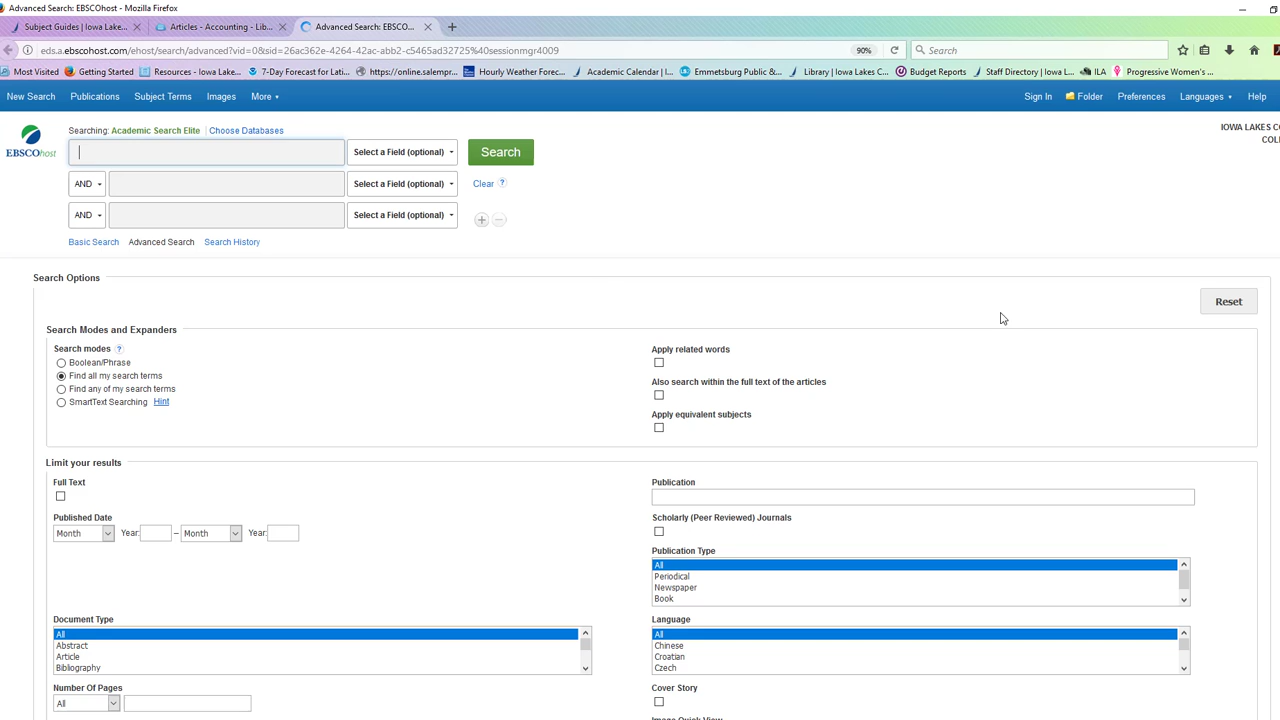 Advanced Search: EBSCOhost - Mozilla Firefox
Subject Guides | Iowa Lake... × Articles - Accounting - Lib... × Advanced Search: EBSCO... × +
eds.a.ebscohost.com/ehost/search/advanced?vid=0&sid=26ac362e-4264-42ac-abb2-c5465ad32725%40sessionmgr4009 90% Search
Most Visited Getting Started Resources - Iowa Lake... 7-Day Forecast for Lati... https://online.salempr... Hourly Weather Forec... Academic Calendar | I... Emmetsburg Public &... Library | Iowa Lakes C... Budget Reports Staff Directory | Iowa L... ILA Progressive Women's...
New Search Publications Subject Terms Images More Sign In Folder Preferences Languages Help
Searching: Academic Search Elite Choose Databases
IOWA LAKES CO
COLL
EBSCOhost
Select a Field (optional) Search
AND Select a Field (optional) Clear ?
AND Select a Field (optional) + −
Basic Search Advanced Search Search History
Search Options
Reset
Search Modes and Expanders
Search modes ?
Boolean/Phrase
Find all my search terms
Find any of my search terms
SmartText Searching Hint
Apply related words
Also search within the full text of the articles
Apply equivalent subjects
Limit your results
Full Text
Published Date
Month Year: – Month Year:
Document Type
All
Abstract
Article
Bibliography
Number Of Pages
All
Publication
Scholarly (Peer Reviewed) Journals
Publication Type
All
Periodical
Newspaper
Book
Language
All
Chinese
Croatian
Czech
Cover Story
Image Quick View